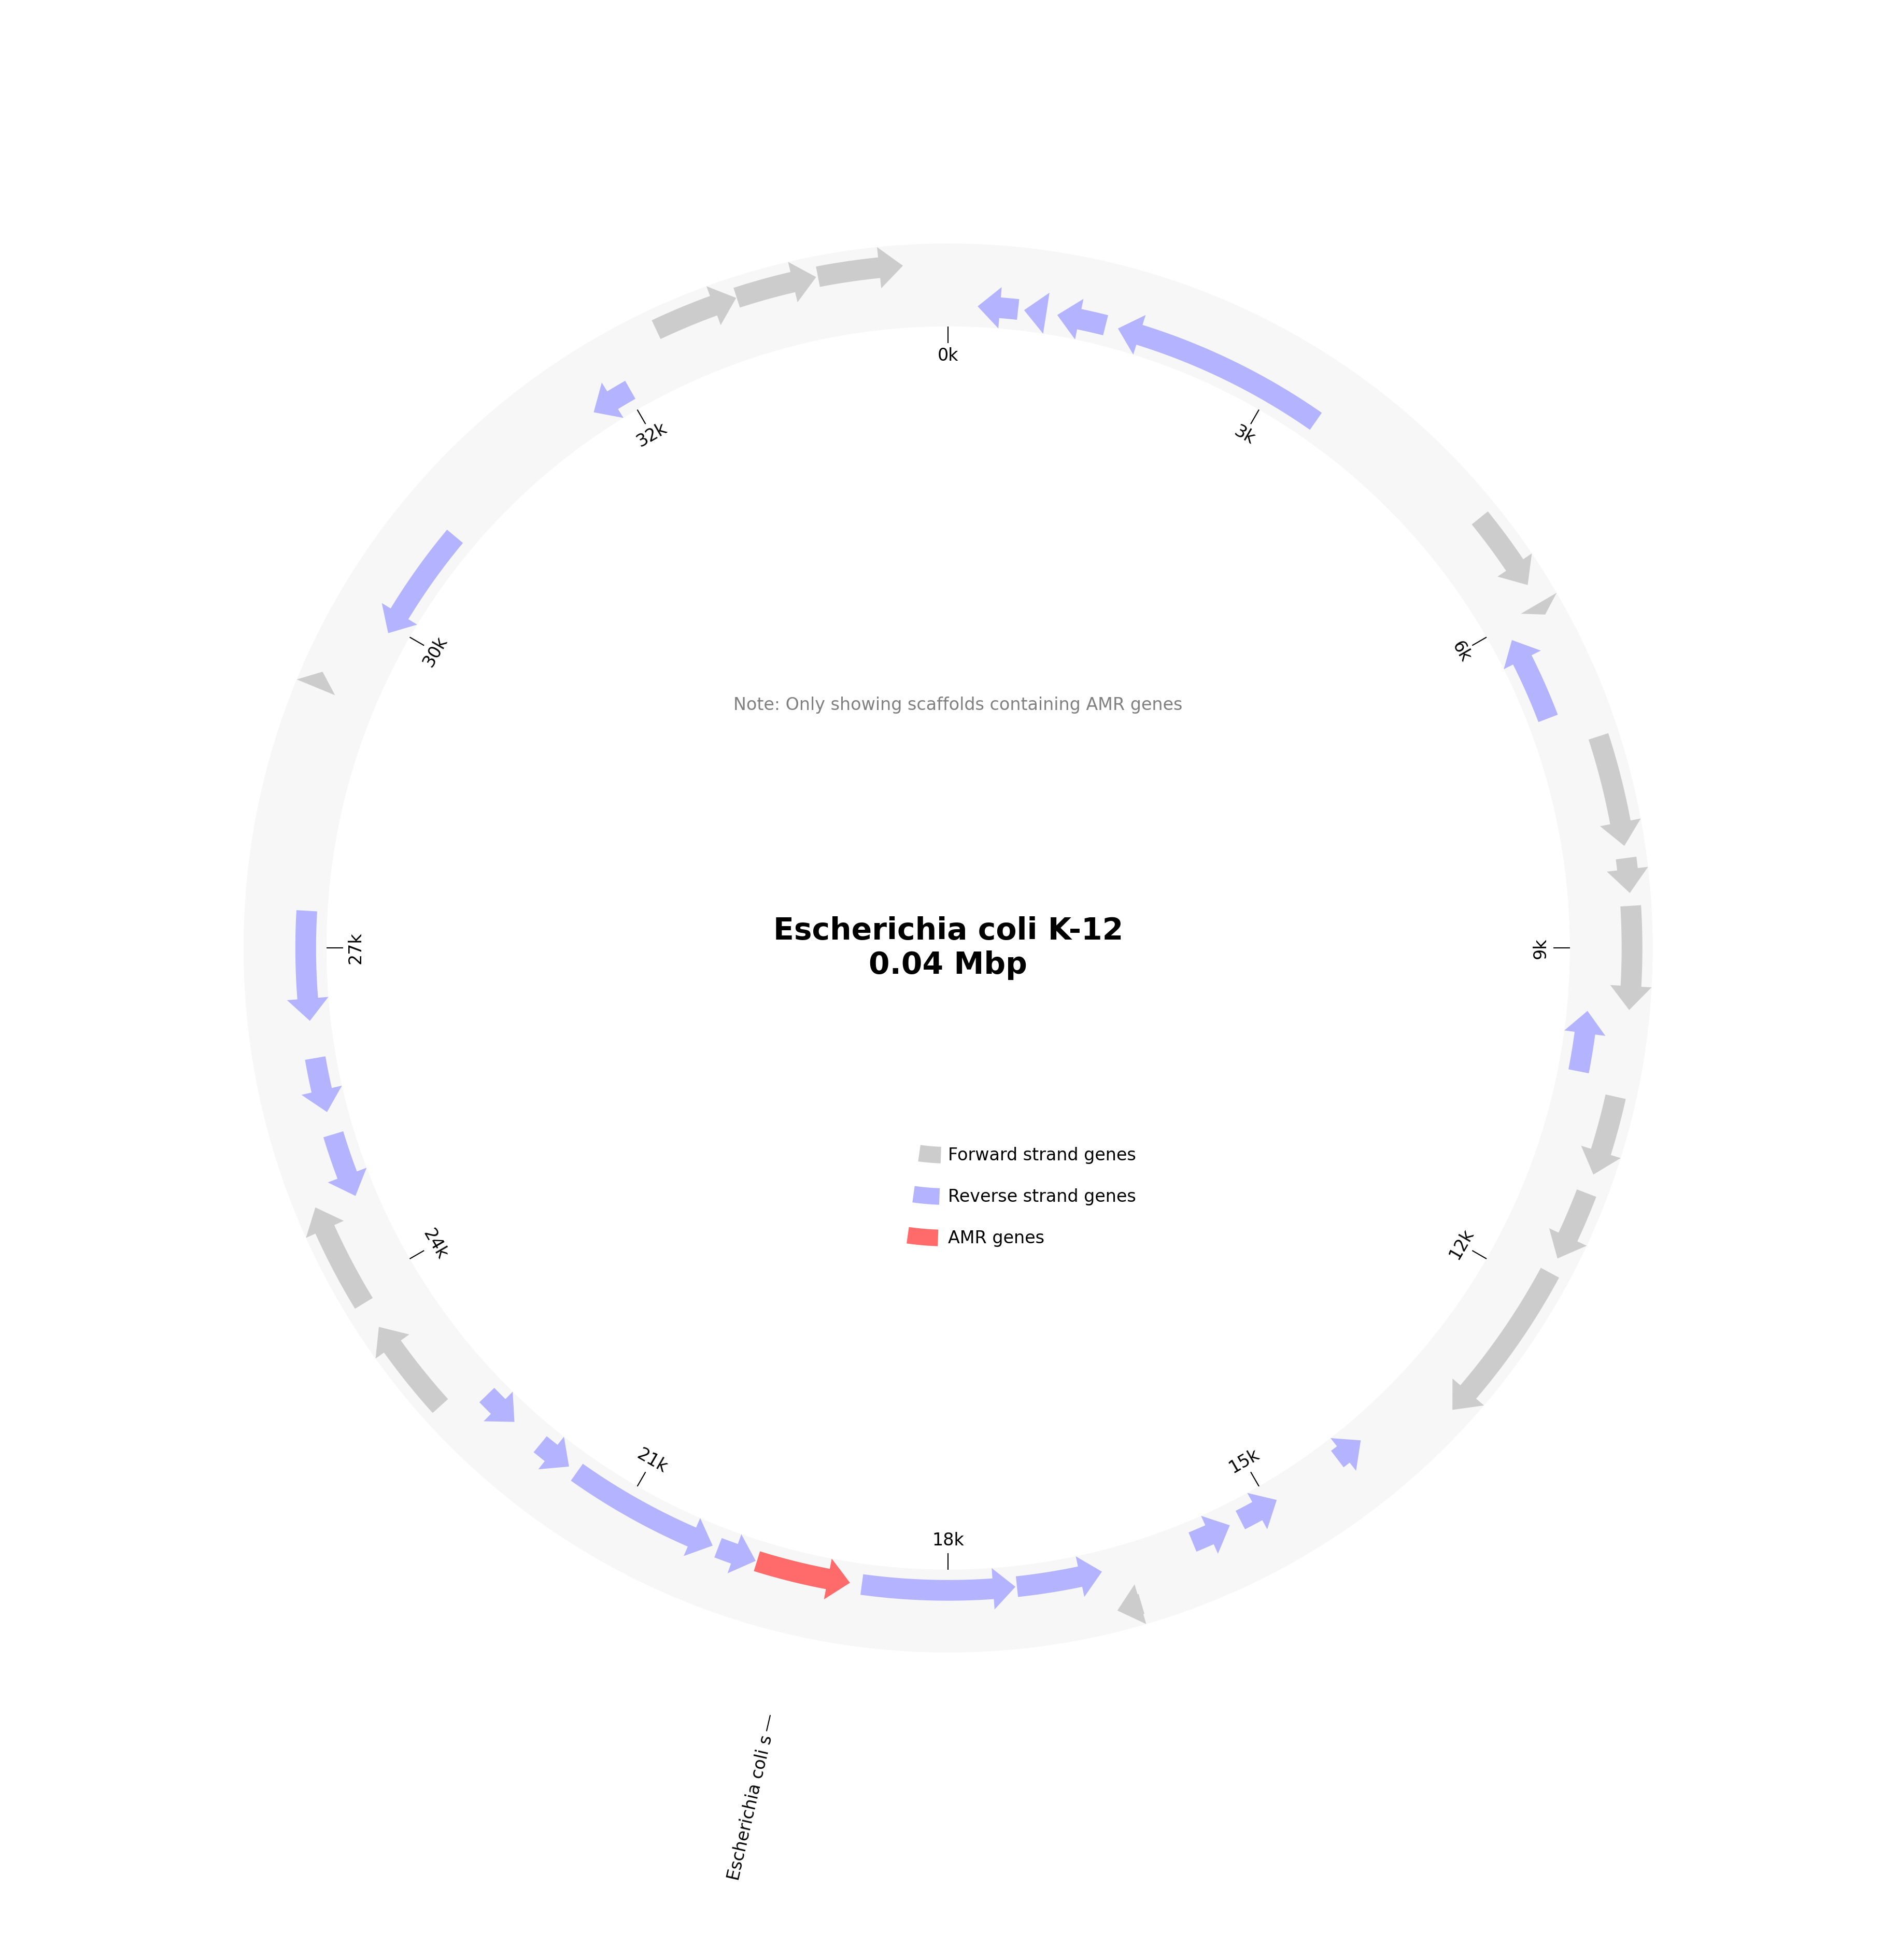 0k
3k
32k
6k
30k
Note: Only showing scaffolds containing AMR genes
Escherichia coli K-12
0.04 Mbp
9k
27k
Forward strand genes
Reverse strand genes
AMR genes
12k
24k
15k
21k
18k
Escherichia coli s